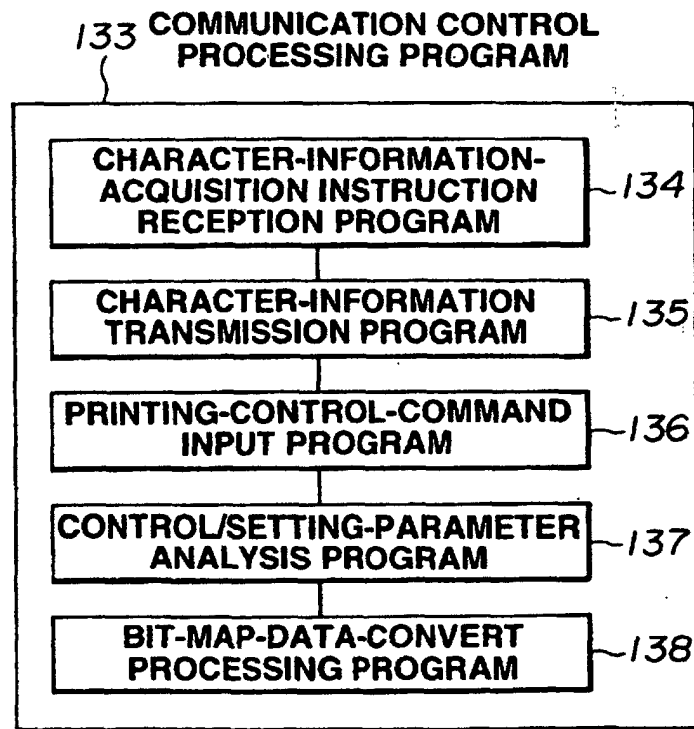 133 COMMUNICATION CONTROL
PROCESSING PROGRAM
CHARACTER-INFORMATION-
ACQUISITION INSTRUCTION
RECEPTION PROGRAM
134
CHARACTER-INFORMATION
TRANSMISSION PROGRAM
135
PRINTING-CONTROL-COMMAND
INPUT PROGRAM
136
CONTROL/SETTING-PARAMETER
ANALYSIS PROGRAM
137
BIT-MAP-DATA-CONVERT
PROCESSING PROGRAM
138